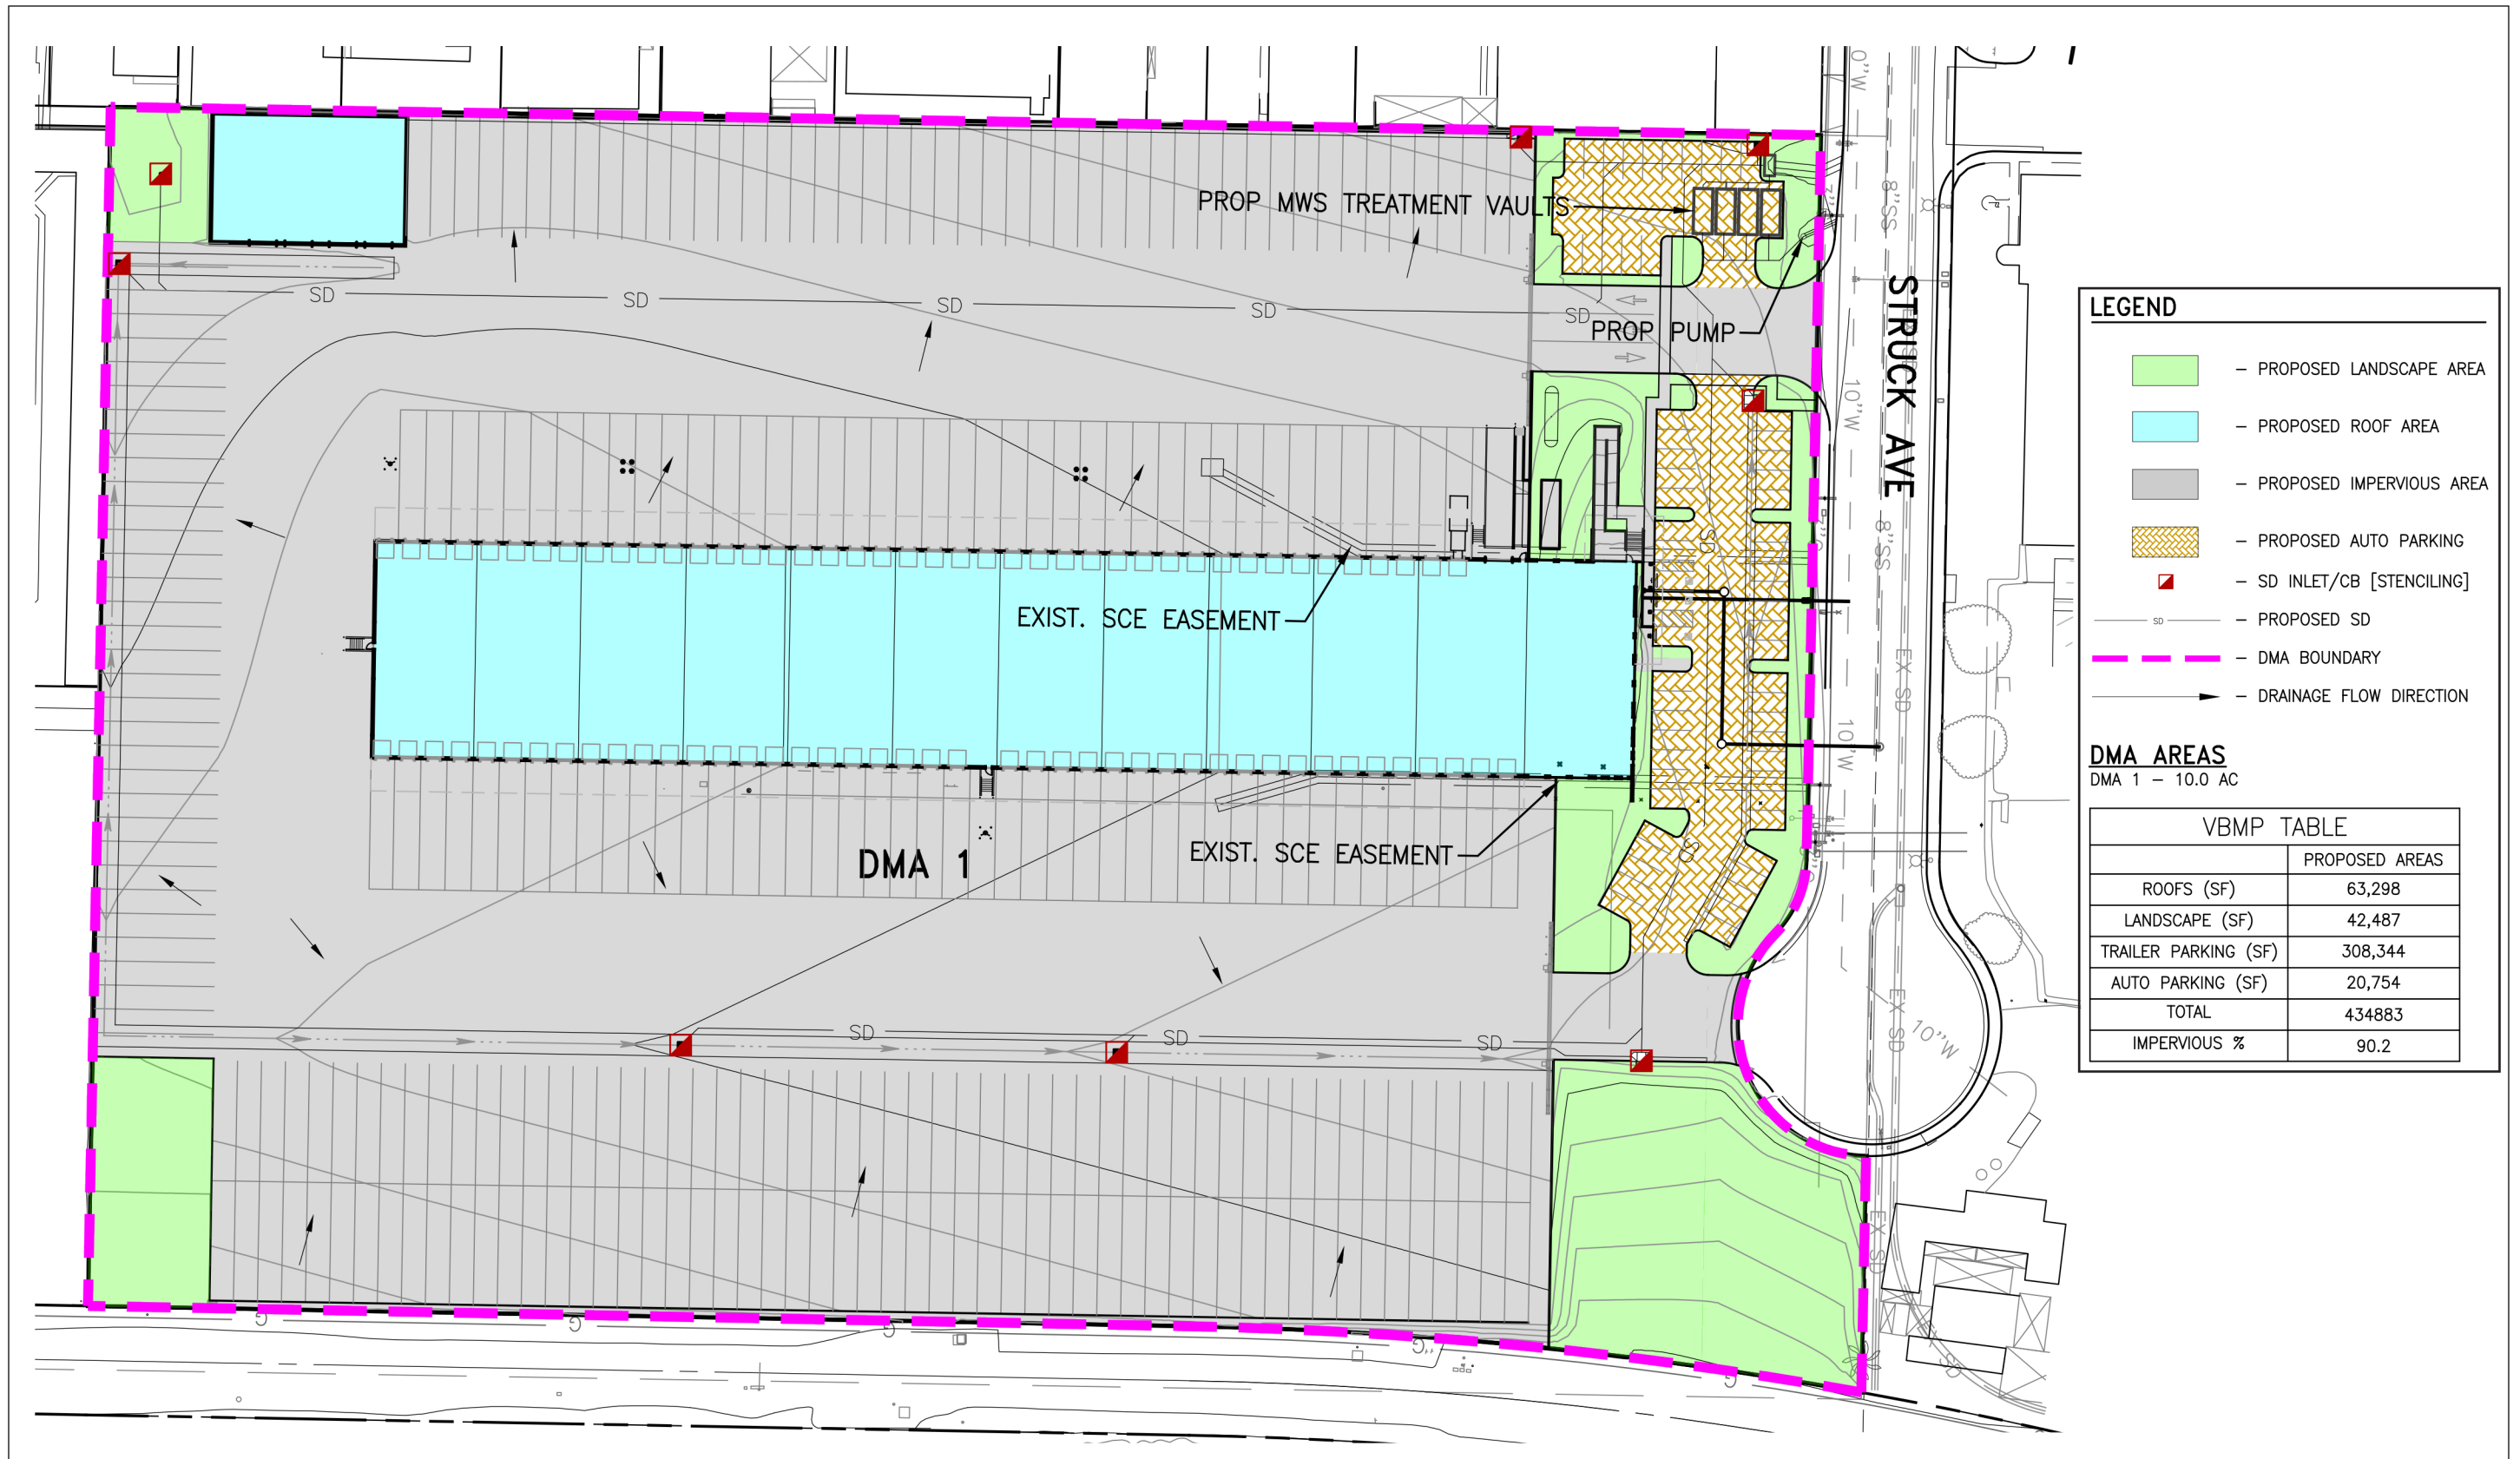 PROP MWS TREATMENT VAULTS
SD
SD
SD
SD
SD
PROP PUMP
EXIST. SCE EASEMENT
DMA 1
EXIST. SCE EASEMENT
SD
SD
SD
SD
SD
STRUCK AVE
0"W
8"SS
10"W
8"SS
EX SD
10"W
EX SD
10"W
EX SD
G
G
G
G
LEGEND
– PROPOSED LANDSCAPE AREA
– PROPOSED ROOF AREA
– PROPOSED IMPERVIOUS AREA
– PROPOSED AUTO PARKING
– SD INLET/CB [STENCILING]
SD – PROPOSED SD
– DMA BOUNDARY
– DRAINAGE FLOW DIRECTION
DMA AREAS
DMA 1 – 10.0 AC
VBMP TABLE
PROPOSED AREAS
ROOFS (SF) 63,298
LANDSCAPE (SF) 42,487
TRAILER PARKING (SF) 308,344
AUTO PARKING (SF) 20,754
TOTAL 434883
IMPERVIOUS % 90.2